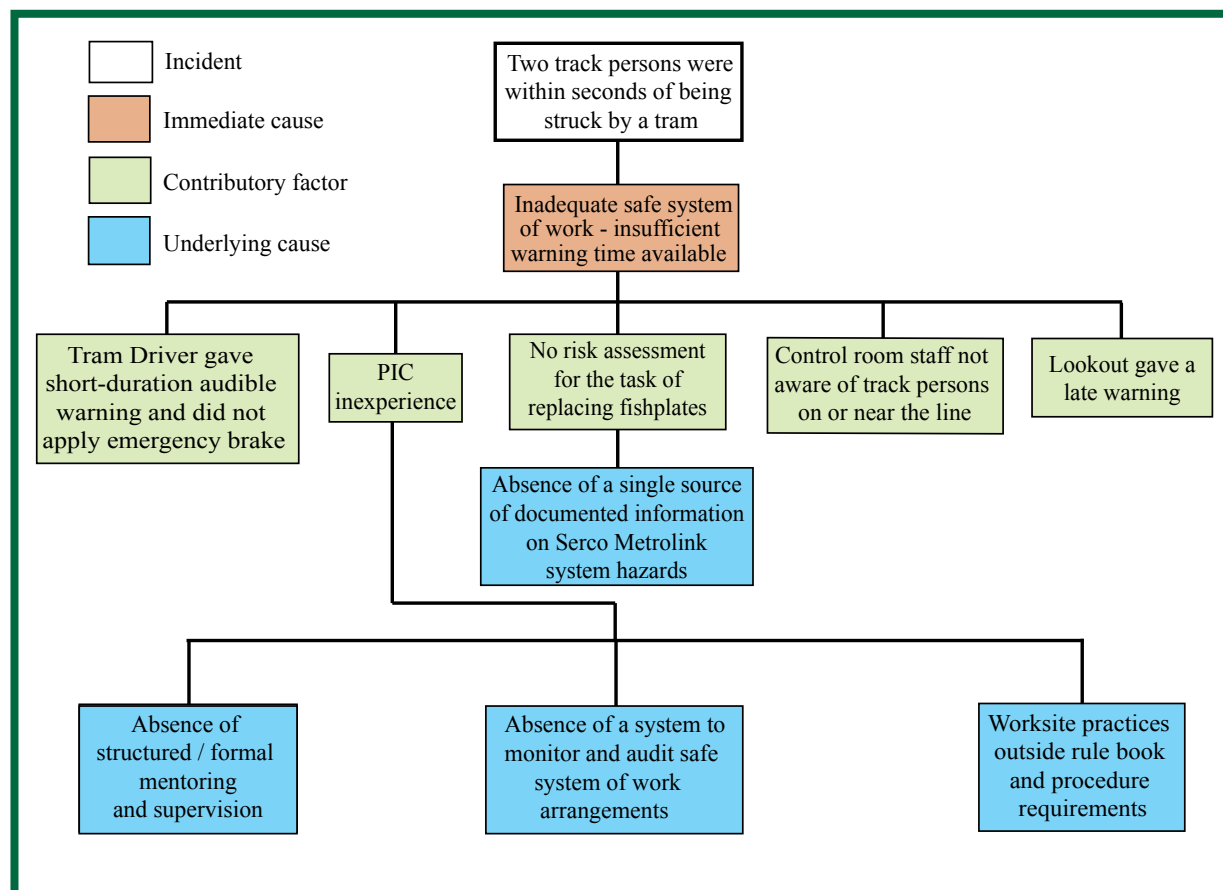 Incident
Immediate cause
Contributory factor
Underlying cause
Two track persons were
within seconds of being
struck by a tram
Inadequate safe system
of work - insufficient
warning time available
Tram Driver gave
short-duration audible
warning and did not
apply emergency brake
PIC
inexperience
No risk assessment
for the task of
replacing fishplates
Control room staff not
aware of track persons
on or near the line
Lookout gave a
late warning
Absence of a single source
of documented information
on Serco Metrolink
system hazards
Absence of
structured / formal
mentoring
and supervision
Absence of a system to
monitor and audit safe
system of work
arrangements
Worksite practices
outside rule book
and procedure
requirements